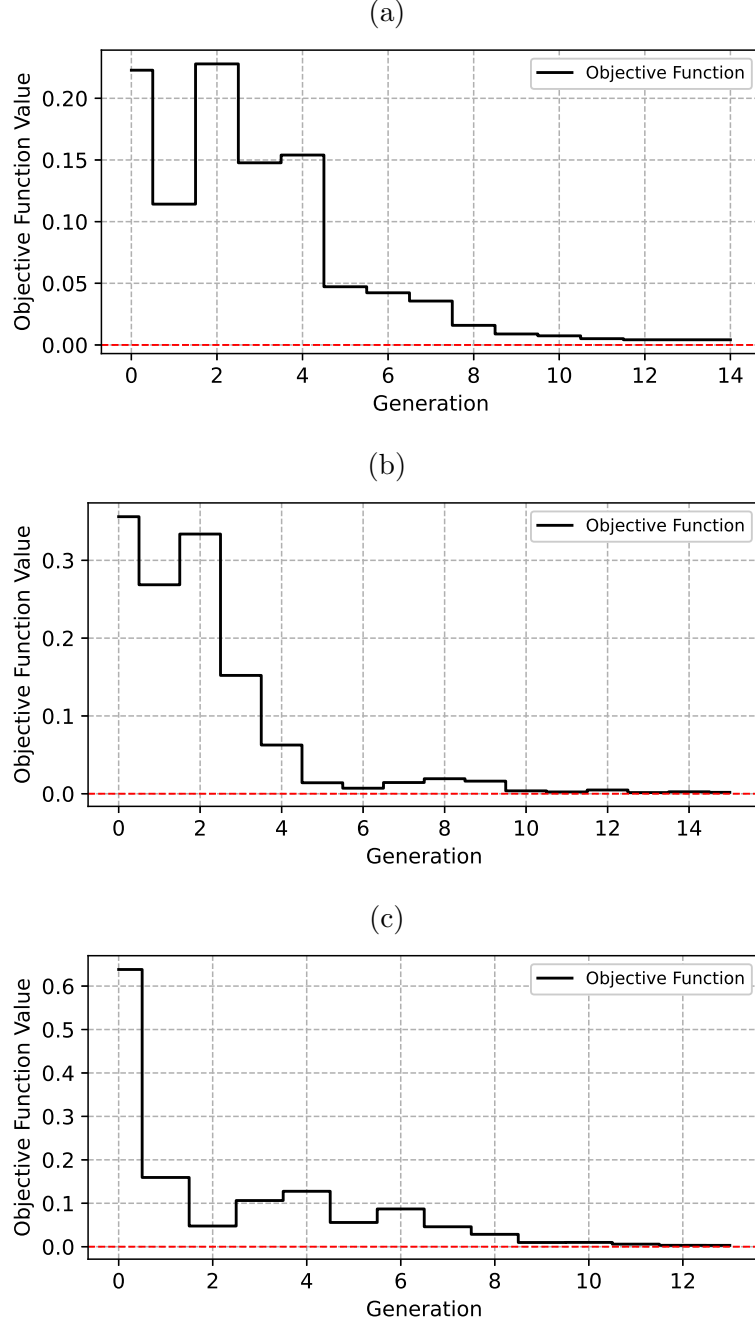 (a)
Objective Function
Objective Function Value
0.20
0.15
0.10
0.05
0.00
0 2 4 6 8 10 12 14
Generation
(b)
Objective Function
Objective Function Value
0.3
0.2
0.1
0.0
0 2 4 6 8 10 12 14
Generation
(c)
Objective Function
Objective Function Value
0.6
0.5
0.4
0.3
0.2
0.1
0.0
0 2 4 6 8 10 12
Generation